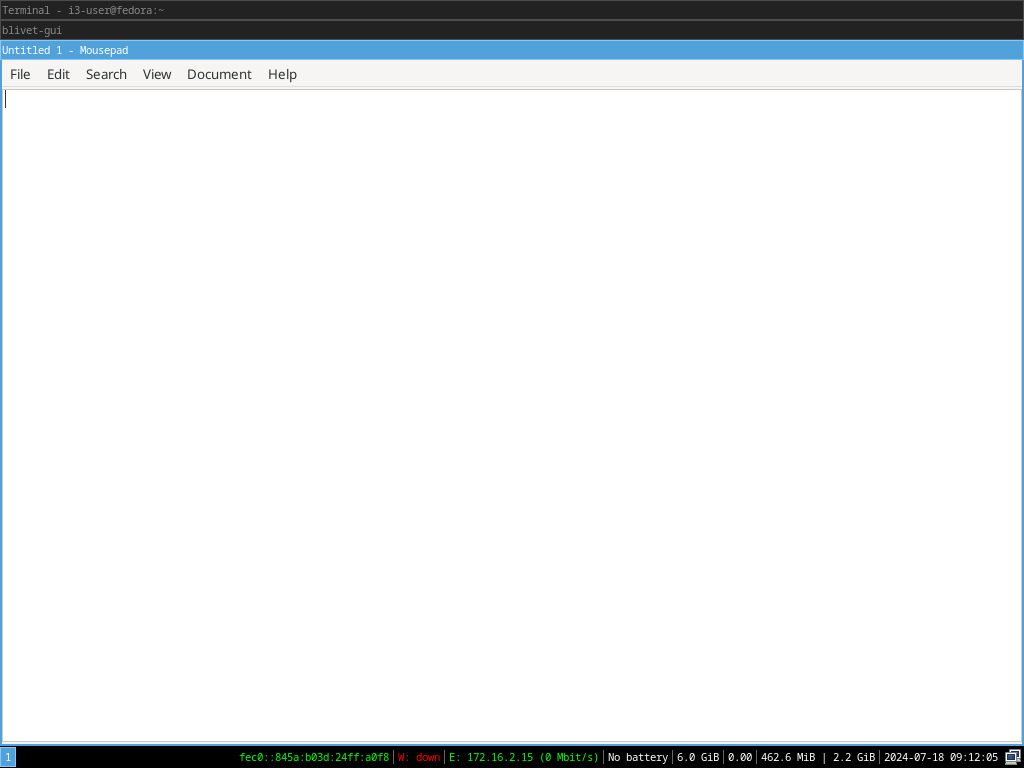 Terminal - i3-user@fedora:~
blivet-gui
Untitled 1 - Mousepad
File Edit Search View Document Help
1 fec0::845a:b03d:24ff:a0f8 W: down E: 172.16.2.15 (0 Mbit/s) No battery 6.0 GiB 0.00 462.6 MiB | 2.2 GiB 2024-07-18 09:12:05